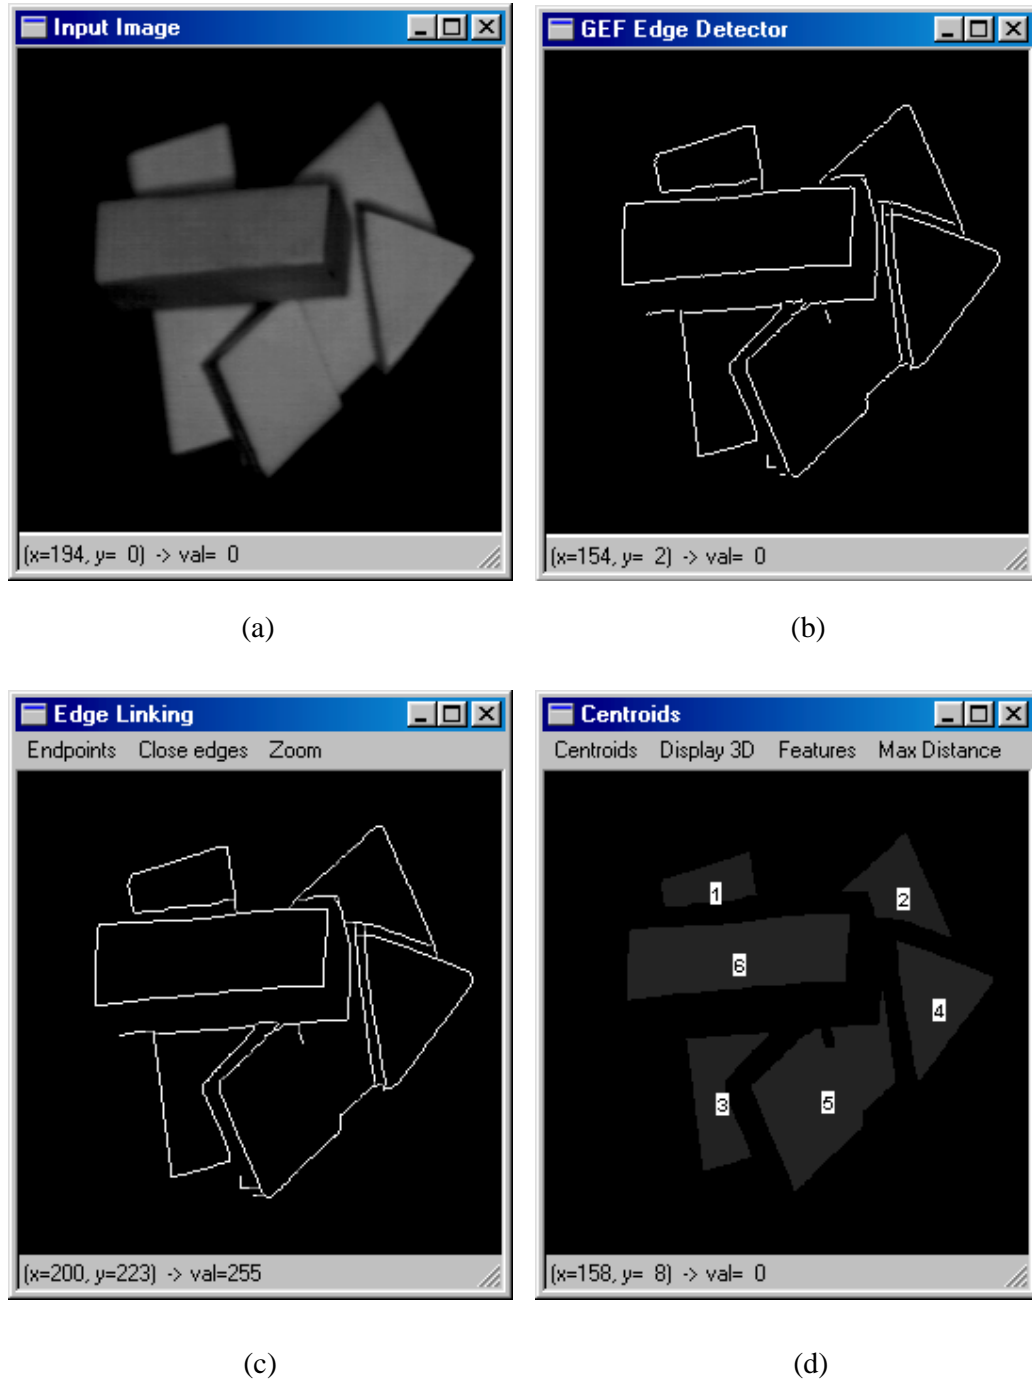 Input Image
(x=194, y= 0) -> val= 0
(a)
GEF Edge Detector
(x=154, y= 2) -> val= 0
(b)
Edge Linking
Endpoints Close edges Zoom
(x=200, y=223) -> val=255
(c)
Centroids
Centroids Display 3D Features Max Distance
1
2
6
4
3
5
(x=158, y= 8) -> val= 0
(d)